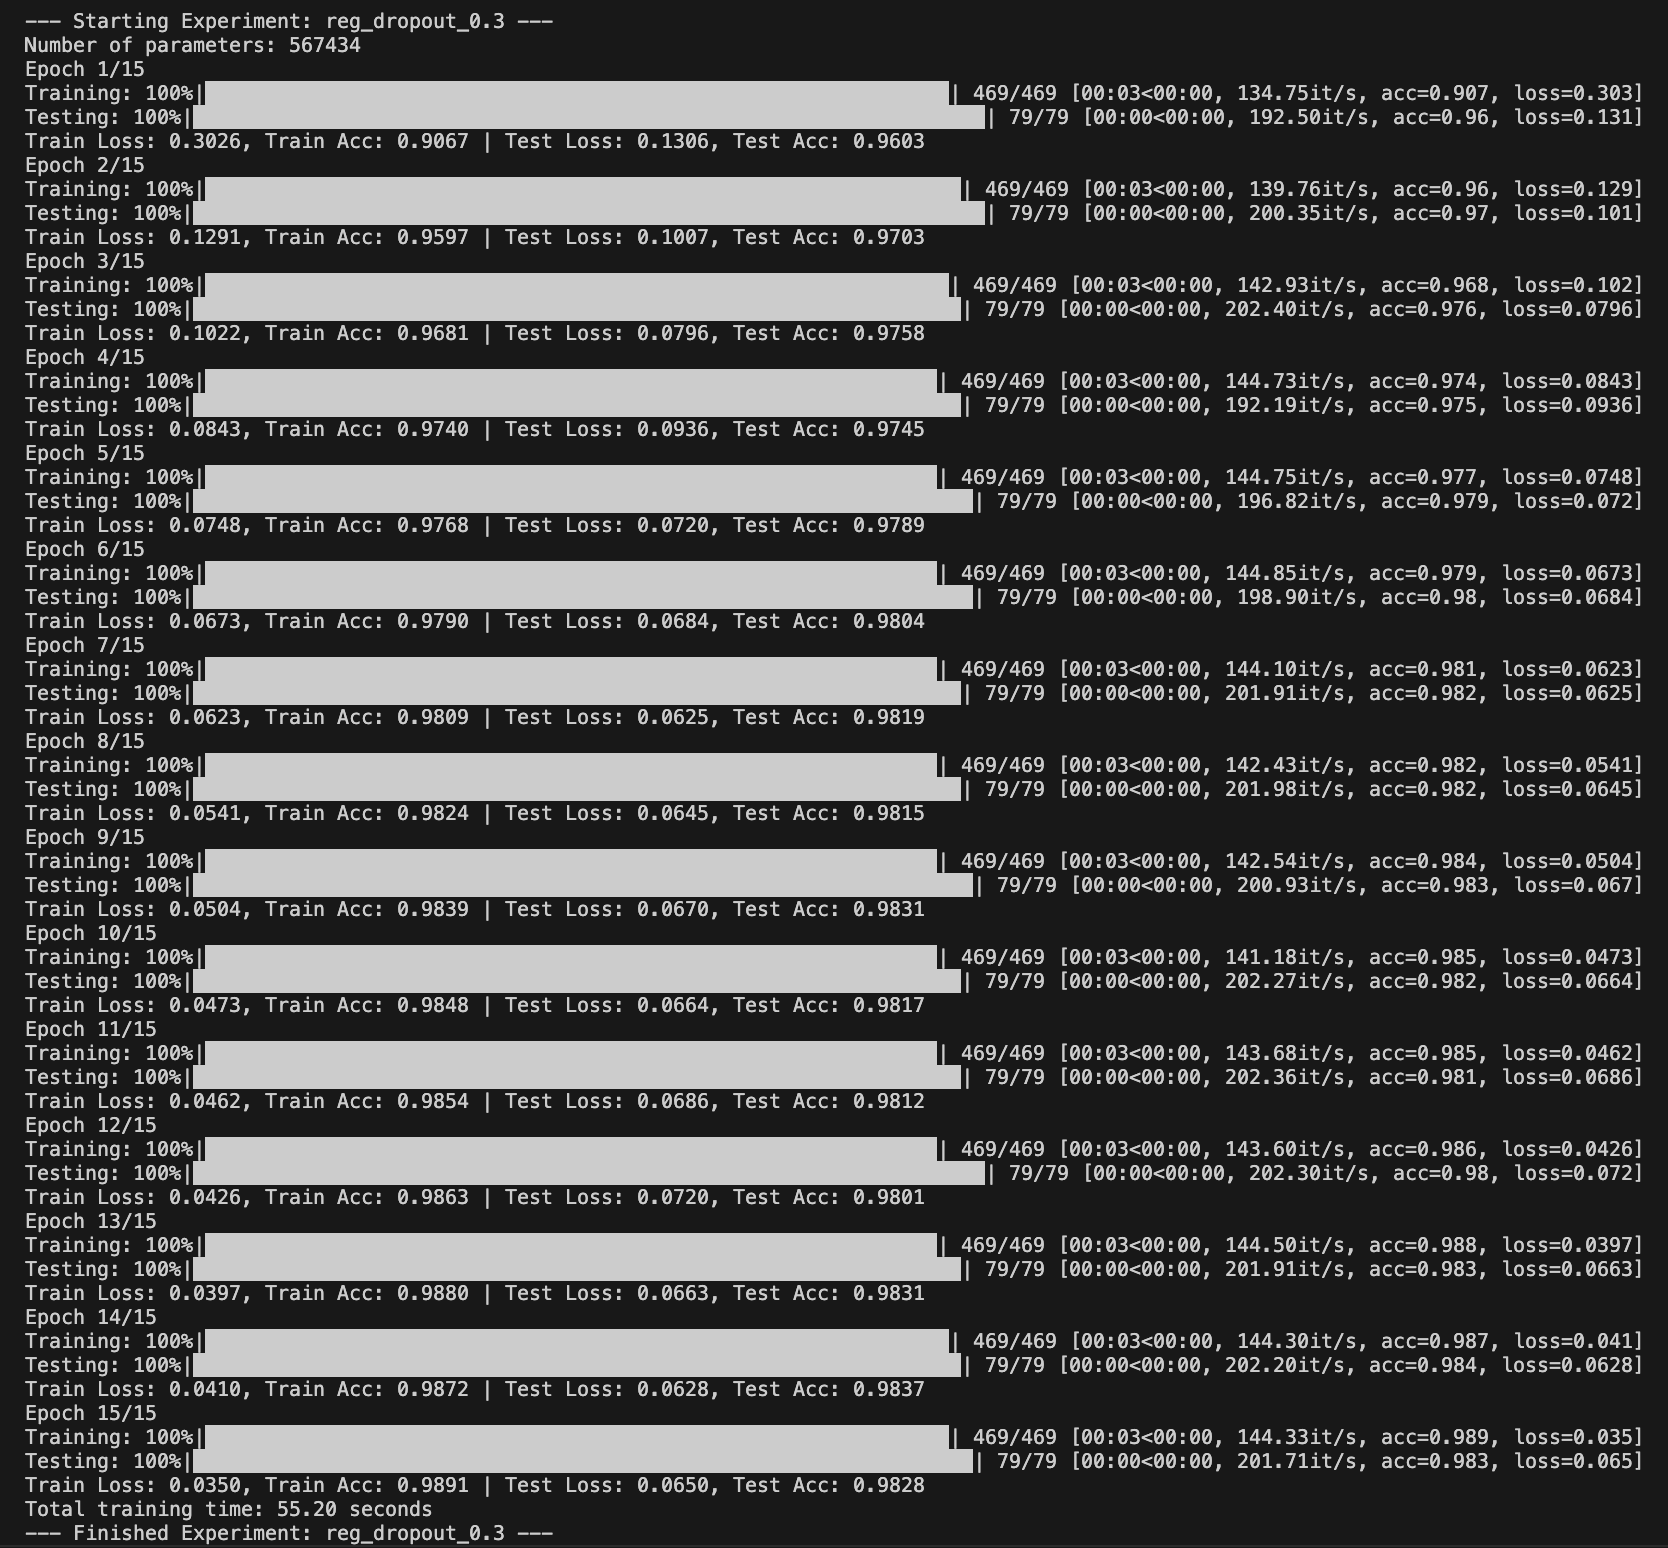 --- Starting Experiment: reg_dropout_0.3 ---
Number of parameters: 567434
Epoch 1/15
Training: 100%|██████████| 469/469 [00:03<00:00, 134.75it/s, acc=0.907, loss=0.303]
Testing: 100%|██████████| 79/79 [00:00<00:00, 192.50it/s, acc=0.96, loss=0.131]
Train Loss: 0.3026, Train Acc: 0.9067 | Test Loss: 0.1306, Test Acc: 0.9603
Epoch 2/15
Training: 100%|██████████| 469/469 [00:03<00:00, 139.76it/s, acc=0.96, loss=0.129]
Testing: 100%|██████████| 79/79 [00:00<00:00, 200.35it/s, acc=0.97, loss=0.101]
Train Loss: 0.1291, Train Acc: 0.9597 | Test Loss: 0.1007, Test Acc: 0.9703
Epoch 3/15
Training: 100%|██████████| 469/469 [00:03<00:00, 142.93it/s, acc=0.968, loss=0.102]
Testing: 100%|██████████| 79/79 [00:00<00:00, 202.40it/s, acc=0.976, loss=0.0796]
Train Loss: 0.1022, Train Acc: 0.9681 | Test Loss: 0.0796, Test Acc: 0.9758
Epoch 4/15
Training: 100%|██████████| 469/469 [00:03<00:00, 144.73it/s, acc=0.974, loss=0.0843]
Testing: 100%|██████████| 79/79 [00:00<00:00, 192.19it/s, acc=0.975, loss=0.0936]
Train Loss: 0.0843, Train Acc: 0.9740 | Test Loss: 0.0936, Test Acc: 0.9745
Epoch 5/15
Training: 100%|██████████| 469/469 [00:03<00:00, 144.75it/s, acc=0.977, loss=0.0748]
Testing: 100%|██████████| 79/79 [00:00<00:00, 196.82it/s, acc=0.979, loss=0.072]
Train Loss: 0.0748, Train Acc: 0.9768 | Test Loss: 0.0720, Test Acc: 0.9789
Epoch 6/15
Training: 100%|██████████| 469/469 [00:03<00:00, 144.85it/s, acc=0.979, loss=0.0673]
Testing: 100%|██████████| 79/79 [00:00<00:00, 198.90it/s, acc=0.98, loss=0.0684]
Train Loss: 0.0673, Train Acc: 0.9790 | Test Loss: 0.0684, Test Acc: 0.9804
Epoch 7/15
Training: 100%|██████████| 469/469 [00:03<00:00, 144.10it/s, acc=0.981, loss=0.0623]
Testing: 100%|██████████| 79/79 [00:00<00:00, 201.91it/s, acc=0.982, loss=0.0625]
Train Loss: 0.0623, Train Acc: 0.9809 | Test Loss: 0.0625, Test Acc: 0.9819
Epoch 8/15
Training: 100%|██████████| 469/469 [00:03<00:00, 142.43it/s, acc=0.982, loss=0.0541]
Testing: 100%|██████████| 79/79 [00:00<00:00, 201.98it/s, acc=0.982, loss=0.0645]
Train Loss: 0.0541, Train Acc: 0.9824 | Test Loss: 0.0645, Test Acc: 0.9815
Epoch 9/15
Training: 100%|██████████| 469/469 [00:03<00:00, 142.54it/s, acc=0.984, loss=0.0504]
Testing: 100%|██████████| 79/79 [00:00<00:00, 200.93it/s, acc=0.983, loss=0.067]
Train Loss: 0.0504, Train Acc: 0.9839 | Test Loss: 0.0670, Test Acc: 0.9831
Epoch 10/15
Training: 100%|██████████| 469/469 [00:03<00:00, 141.18it/s, acc=0.985, loss=0.0473]
Testing: 100%|██████████| 79/79 [00:00<00:00, 202.27it/s, acc=0.982, loss=0.0664]
Train Loss: 0.0473, Train Acc: 0.9848 | Test Loss: 0.0664, Test Acc: 0.9817
Epoch 11/15
Training: 100%|██████████| 469/469 [00:03<00:00, 143.68it/s, acc=0.985, loss=0.0462]
Testing: 100%|██████████| 79/79 [00:00<00:00, 202.36it/s, acc=0.981, loss=0.0686]
Train Loss: 0.0462, Train Acc: 0.9854 | Test Loss: 0.0686, Test Acc: 0.9812
Epoch 12/15
Training: 100%|██████████| 469/469 [00:03<00:00, 143.60it/s, acc=0.986, loss=0.0426]
Testing: 100%|██████████| 79/79 [00:00<00:00, 202.30it/s, acc=0.98, loss=0.072]
Train Loss: 0.0426, Train Acc: 0.9863 | Test Loss: 0.0720, Test Acc: 0.9801
Epoch 13/15
Training: 100%|██████████| 469/469 [00:03<00:00, 144.50it/s, acc=0.988, loss=0.0397]
Testing: 100%|██████████| 79/79 [00:00<00:00, 201.91it/s, acc=0.983, loss=0.0663]
Train Loss: 0.0397, Train Acc: 0.9880 | Test Loss: 0.0663, Test Acc: 0.9831
Epoch 14/15
Training: 100%|██████████| 469/469 [00:03<00:00, 144.30it/s, acc=0.987, loss=0.041]
Testing: 100%|██████████| 79/79 [00:00<00:00, 202.20it/s, acc=0.984, loss=0.0628]
Train Loss: 0.0410, Train Acc: 0.9872 | Test Loss: 0.0628, Test Acc: 0.9837
Epoch 15/15
Training: 100%|██████████| 469/469 [00:03<00:00, 144.33it/s, acc=0.989, loss=0.035]
Testing: 100%|██████████| 79/79 [00:00<00:00, 201.71it/s, acc=0.983, loss=0.065]
Train Loss: 0.0350, Train Acc: 0.9891 | Test Loss: 0.0650, Test Acc: 0.9828
Total training time: 55.20 seconds
--- Finished Experiment: reg_dropout_0.3 ---